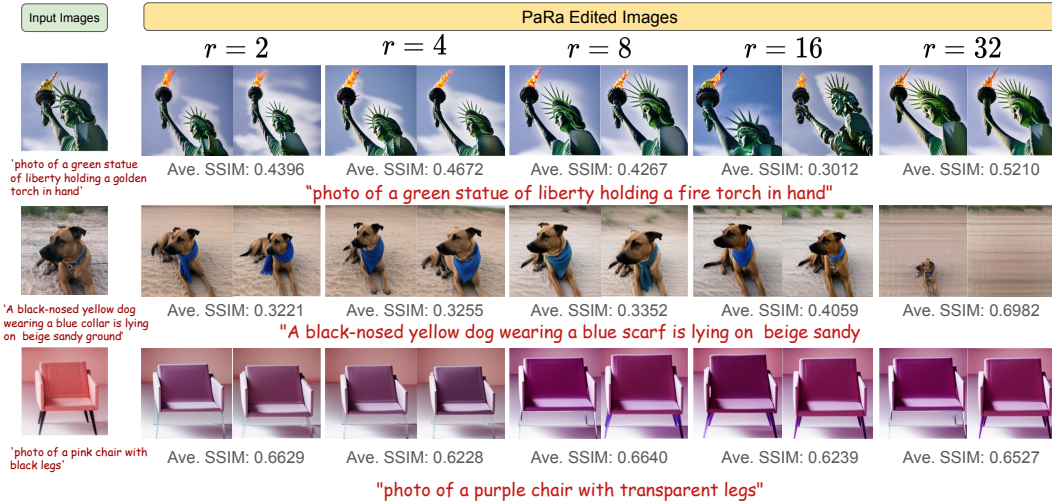 Input Images
PaRa Edited Images
r = 2
r = 4
r = 8
r = 16
r = 32
'photo of a green statue
of liberty holding a golden
torch in hand'
Ave. SSIM: 0.4396
Ave. SSIM: 0.4672
Ave. SSIM: 0.4267
Ave. SSIM: 0.3012
Ave. SSIM: 0.5210
“photo of a green statue of liberty holding a fire torch in hand"
'A black-nosed yellow dog
wearing a blue collar is lying
on beige sandy ground'
Ave. SSIM: 0.3221
Ave. SSIM: 0.3255
Ave. SSIM: 0.3352
Ave. SSIM: 0.4059
Ave. SSIM: 0.6982
"A black-nosed yellow dog wearing a blue scarf is lying on beige sandy
'photo of a pink chair with
black legs'
Ave. SSIM: 0.6629
Ave. SSIM: 0.6228
Ave. SSIM: 0.6640
Ave. SSIM: 0.6239
Ave. SSIM: 0.6527
"photo of a purple chair with transparent legs"